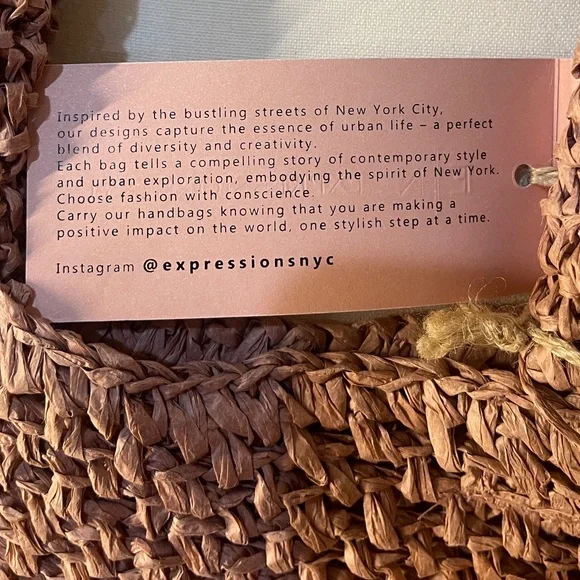 Inspired by the bustling streets of New York City,
our designs capture the essence of urban life – a perfect
blend of diversity and creativity.
Each bag tells a compelling story of contemporary style
and urban exploration, embodying the spirit of New York.
Choose fashion with conscience.
Carry our handbags knowing that you are making a
positive impact on the world, one stylish step at a time.
Instagram @expressionsnyc